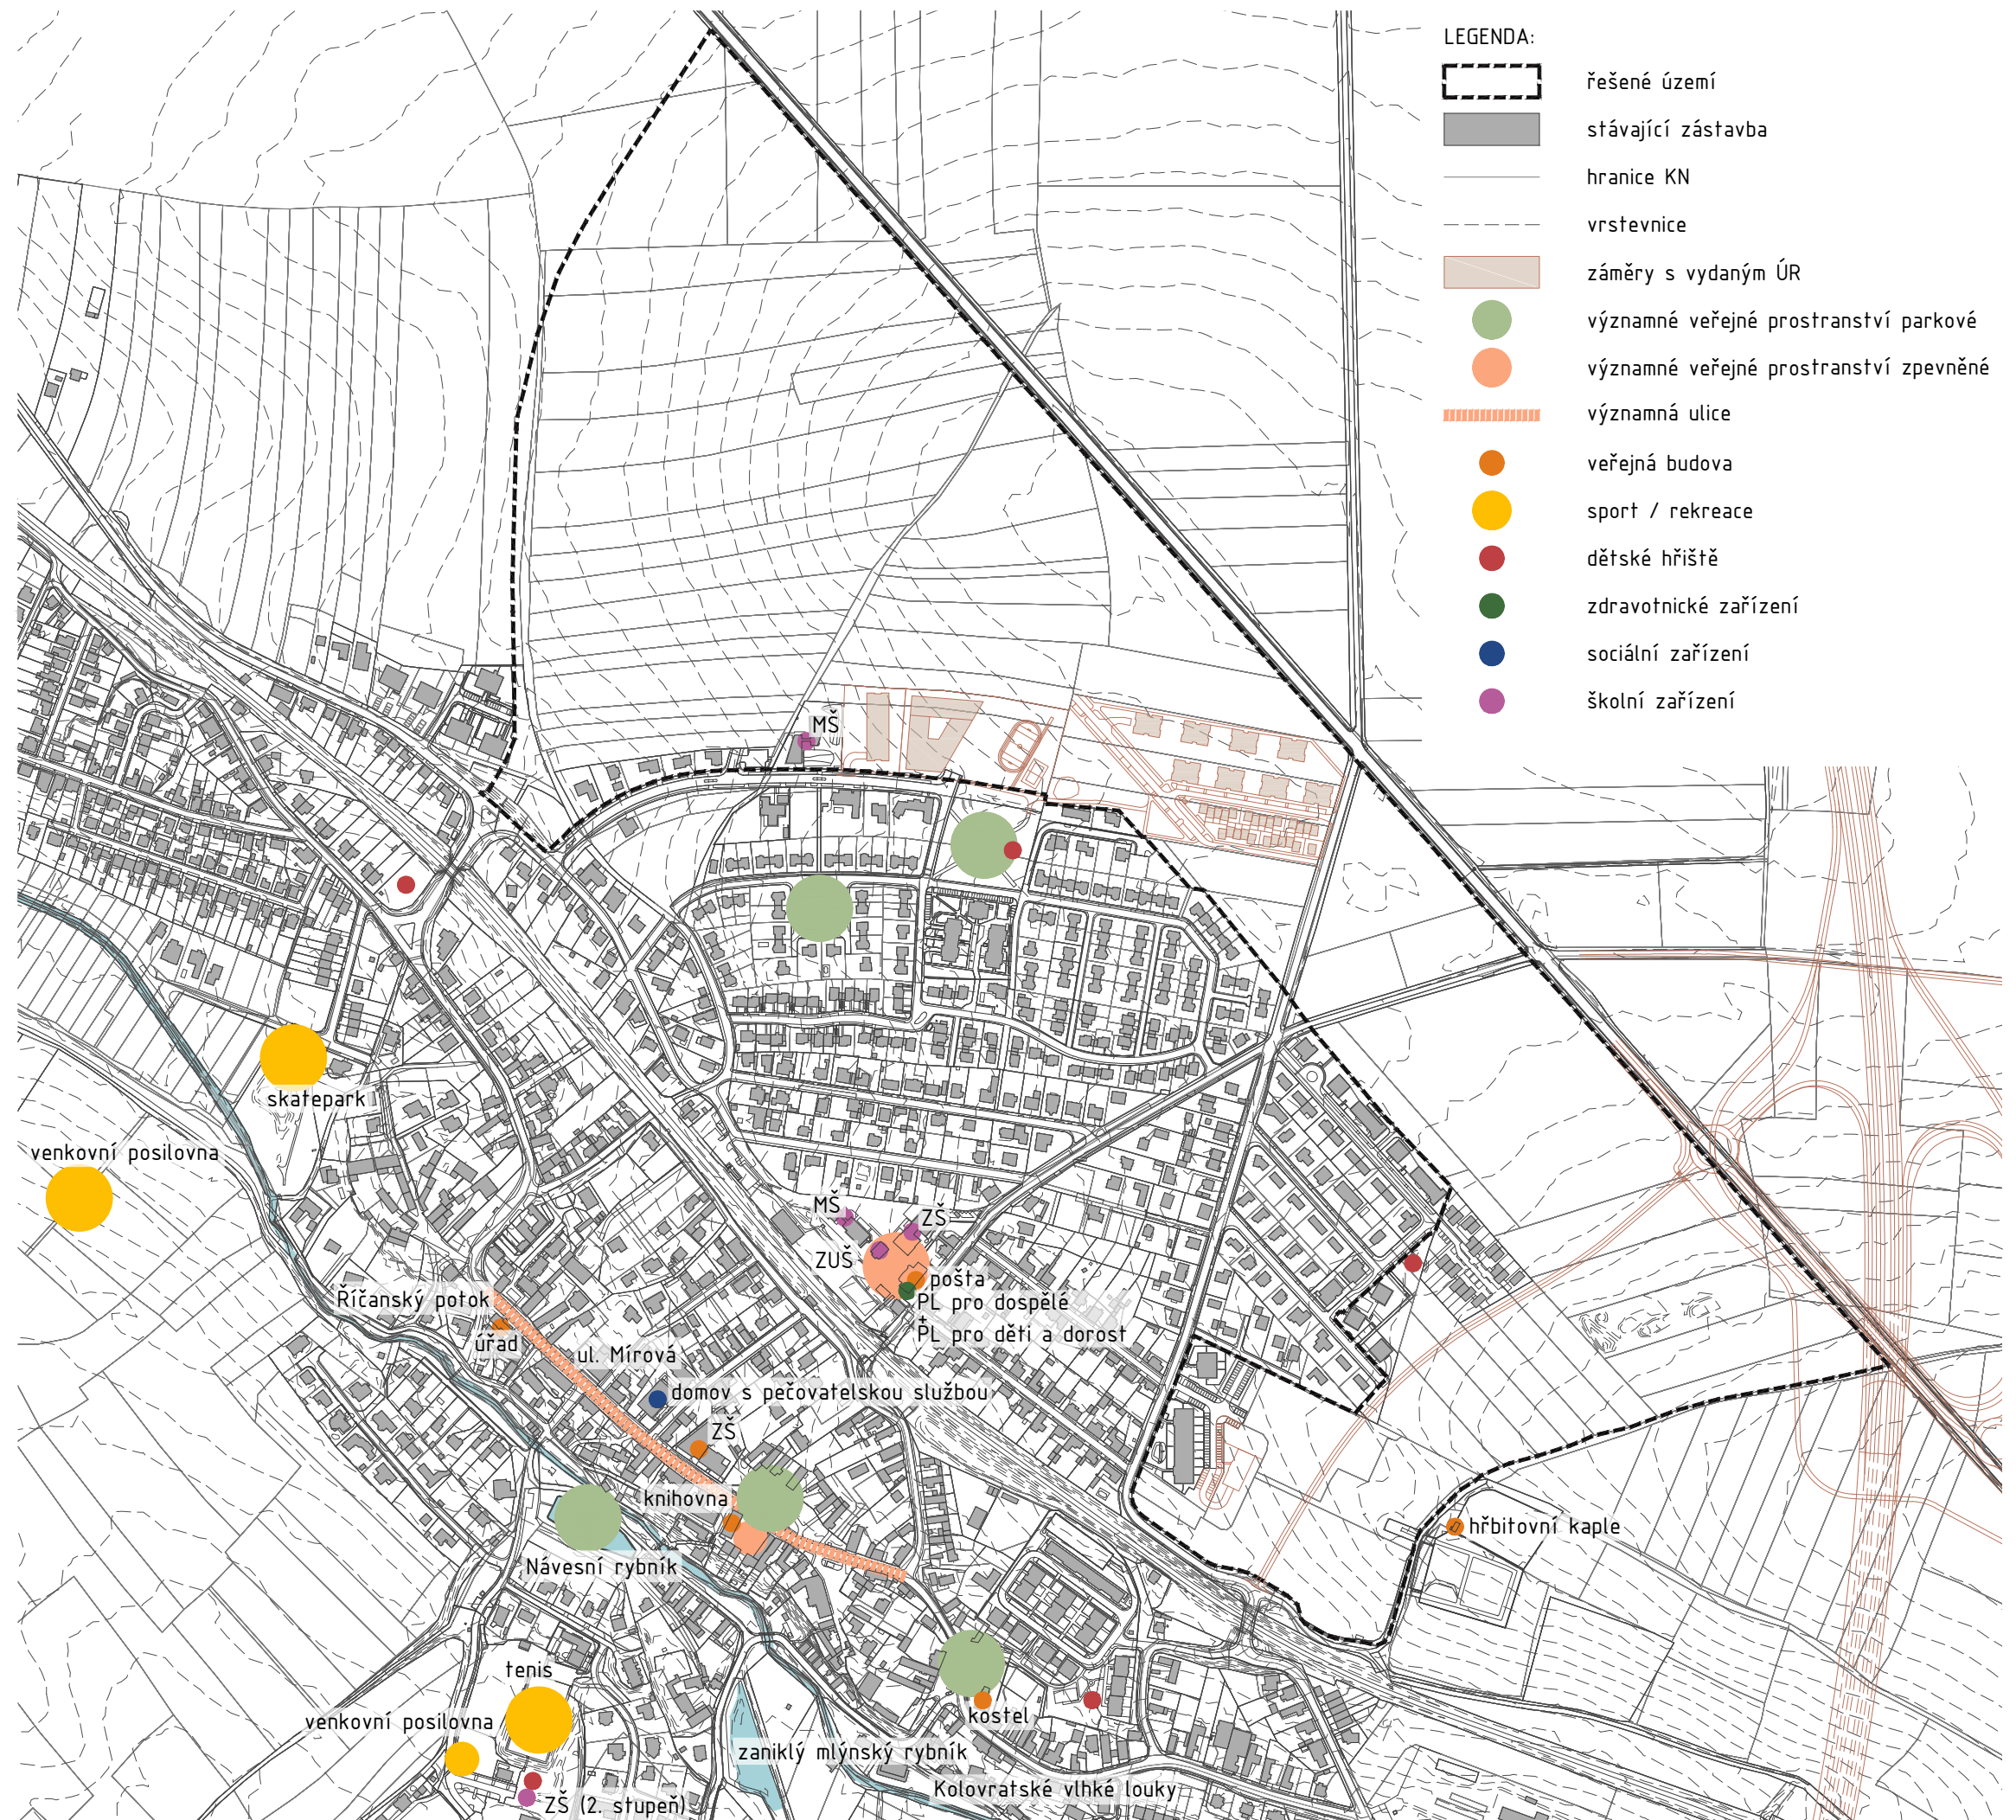 LEGENDA:
řešené území
stávající zástavba
hranice KN
vrstevnice
záměry s vydaným ÚR
významné veřejné prostranství parkové
významné veřejné prostranství zpevněné
významná ulice
veřejná budova
sport / rekreace
dětské hřiště
zdravotnické zařízení
sociální zařízení
školní zařízení
MŠ
skatepark
venkovní posilovna
MŠ
ZŠ
ZUŠ
pošta
PL pro dospělé
+
PL pro děti a dorost
Říčanský potok
úřad
ul. Mírová
domov s pečovatelskou službou
ZŠ
knihovna
Návesní rybník
hřbitovní kaple
tenis
venkovní posilovna
kostel
zaniklý mlýnský rybník
Kolovratské vlhké louky
ZŠ (2. stupeň)